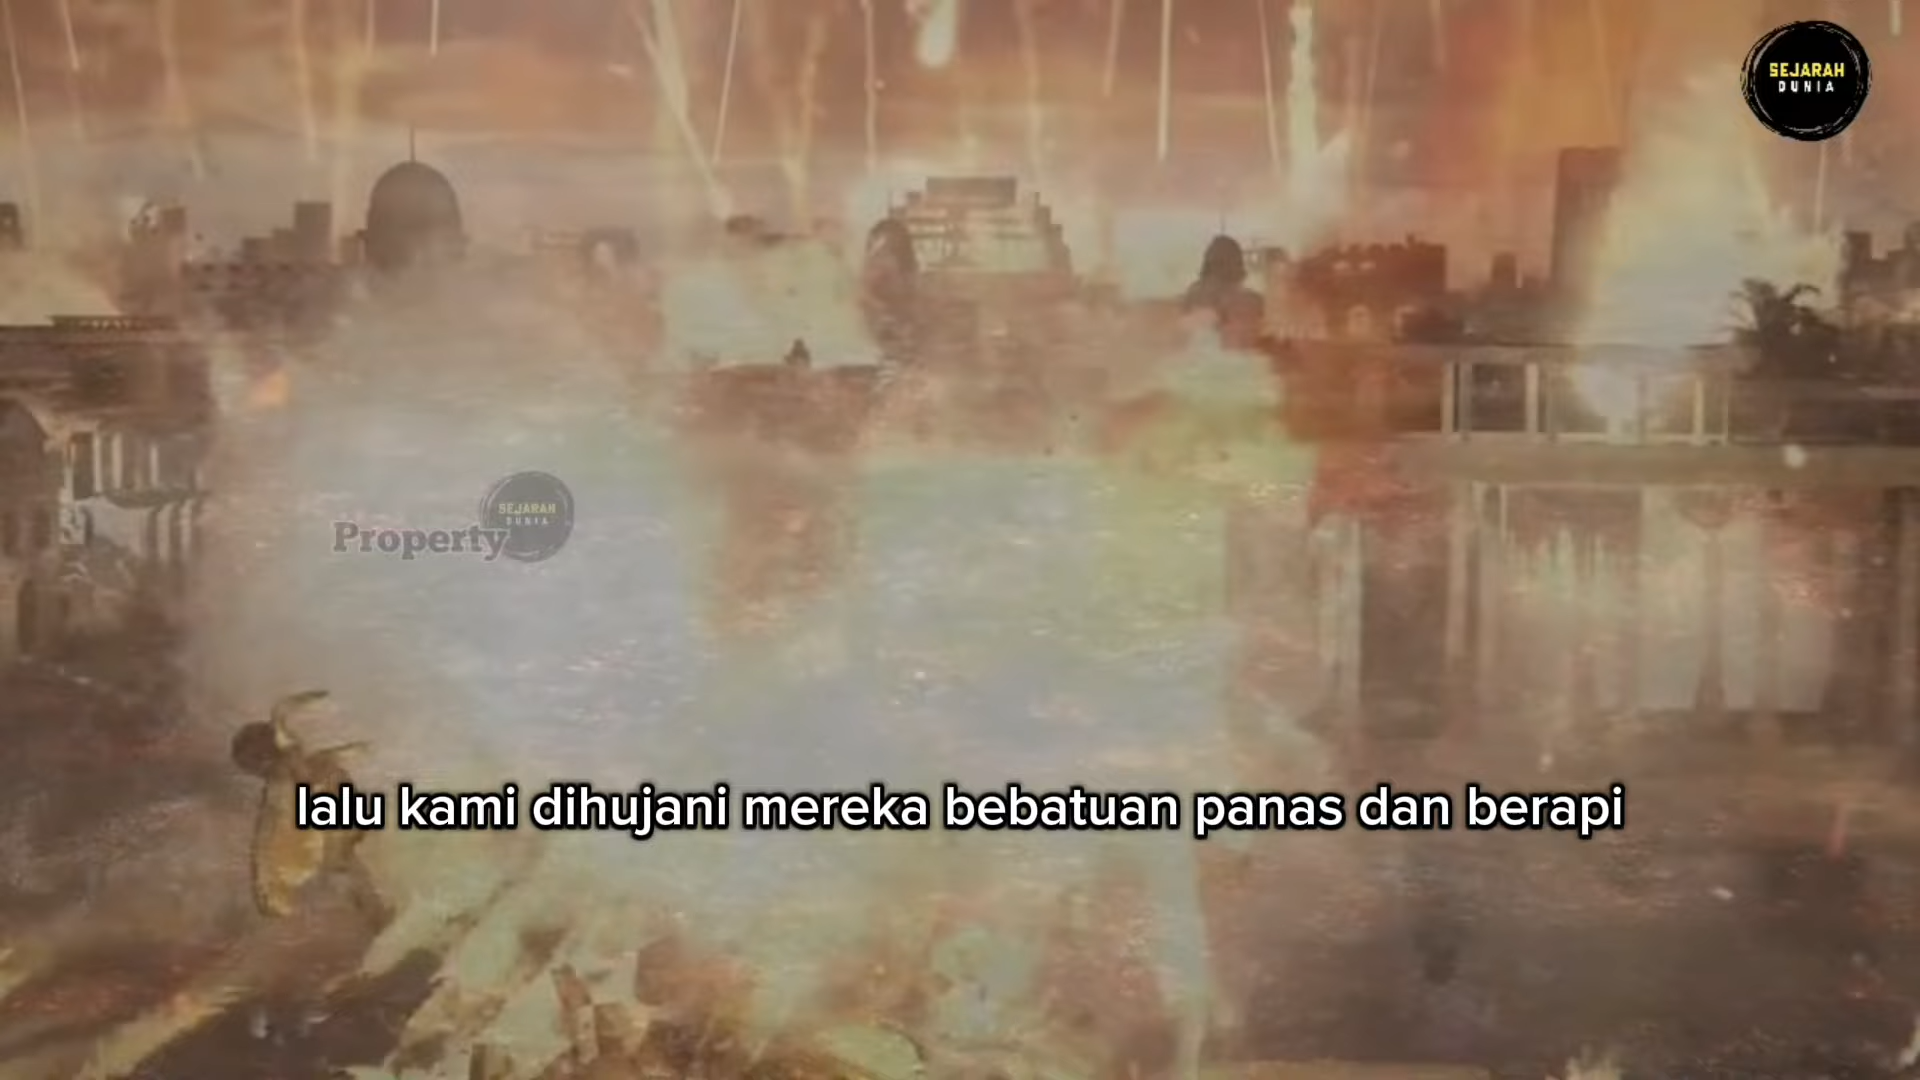 SEJARAH
DUNIA
SEJARAH
DUNIA
Property
lalu kami dihujani mereka bebatuan panas dan berapi